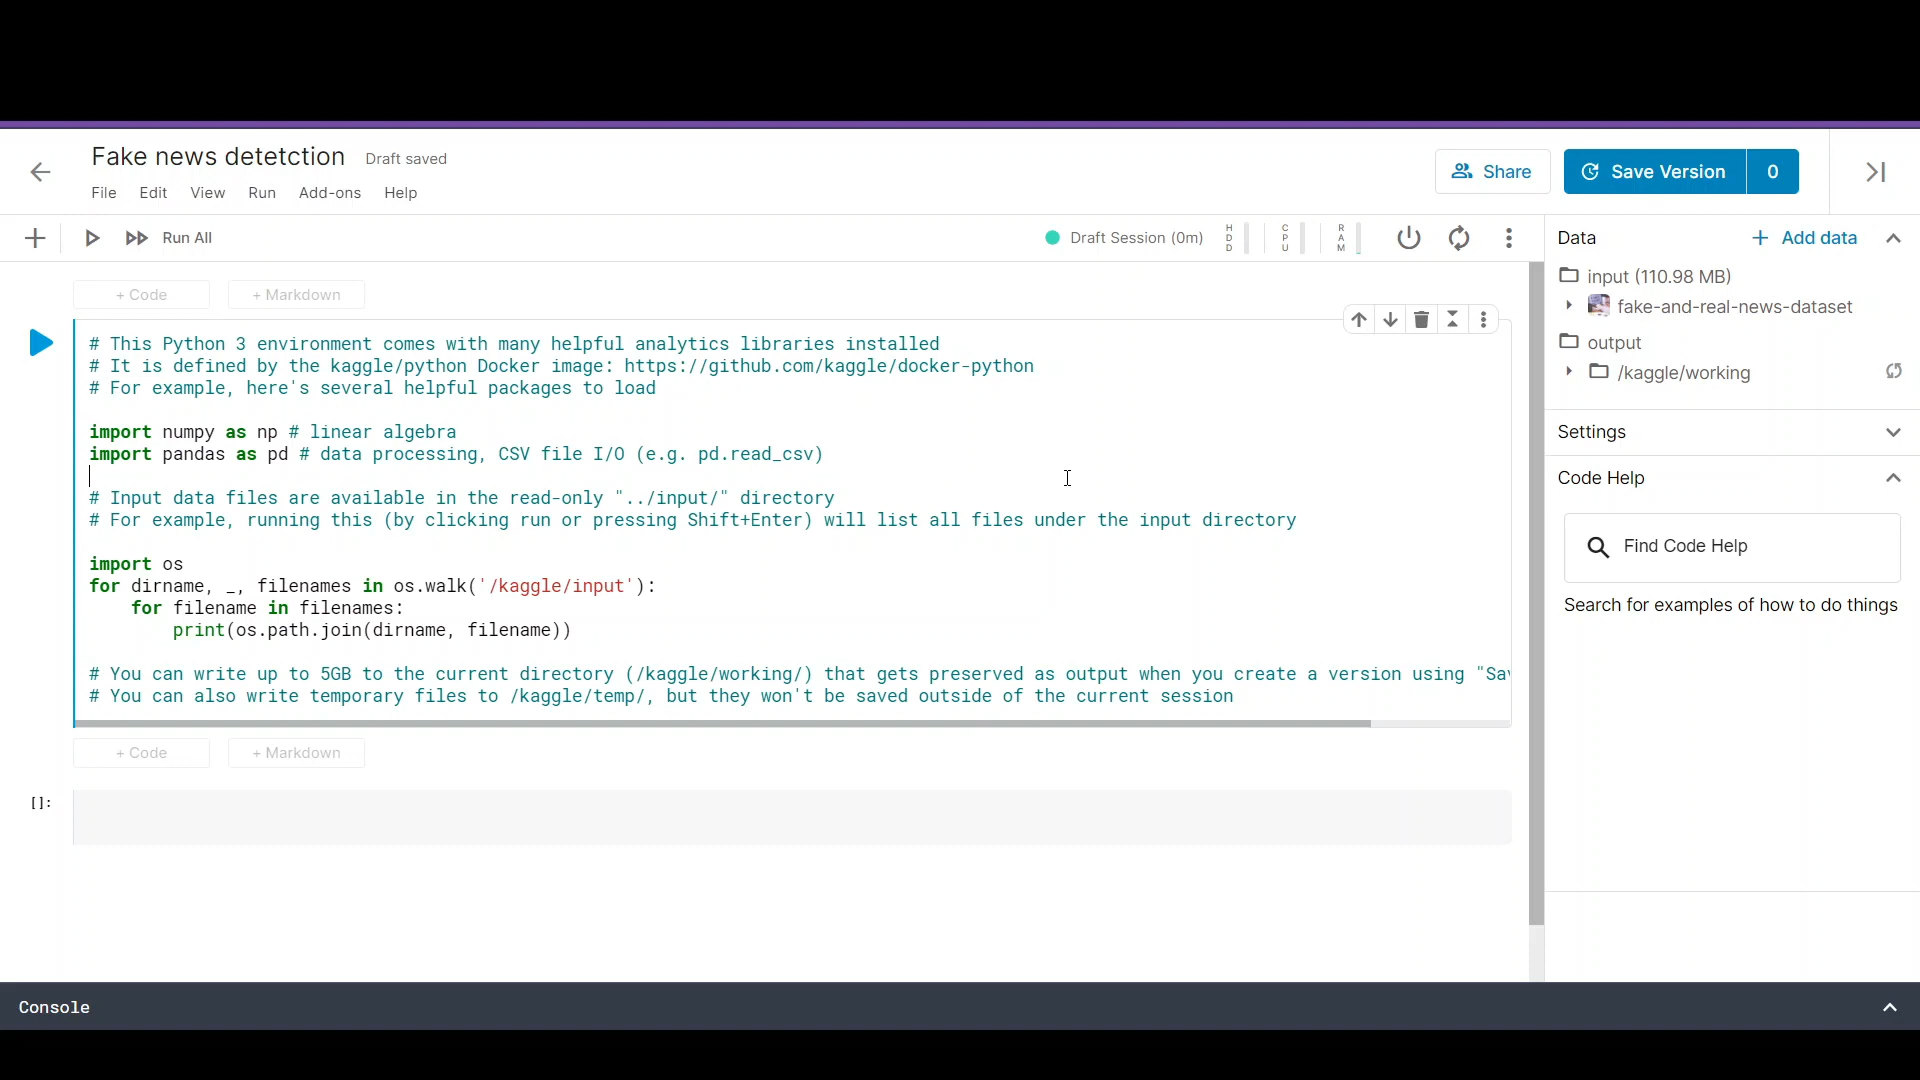 Fake news detetction Draft saved
File Edit View Run Add-ons Help
Share
Save Version 0
Run All
Draft Session (0m) HDD CPU RAM
+ Code + Markdown
# This Python 3 environment comes with many helpful analytics libraries installed
# It is defined by the kaggle/python Docker image: https://github.com/kaggle/docker-python
# For example, here's several helpful packages to load
import numpy as np # linear algebra
import pandas as pd # data processing, CSV file I/O (e.g. pd.read_csv)
# Input data files are available in the read-only "../input/" directory
# For example, running this (by clicking run or pressing Shift+Enter) will list all files under the input directory
import os
for dirname, _, filenames in os.walk('/kaggle/input'):
    for filename in filenames:
        print(os.path.join(dirname, filename))
# You can write up to 5GB to the current directory (/kaggle/working/) that gets preserved as output when you create a version using "Sav
# You can also write temporary files to /kaggle/temp/, but they won't be saved outside of the current session
+ Code + Markdown
[]:
Data + Add data
input (110.98 MB)
fake-and-real-news-dataset
output
/kaggle/working
Settings
Code Help
Find Code Help
Search for examples of how to do things
Console